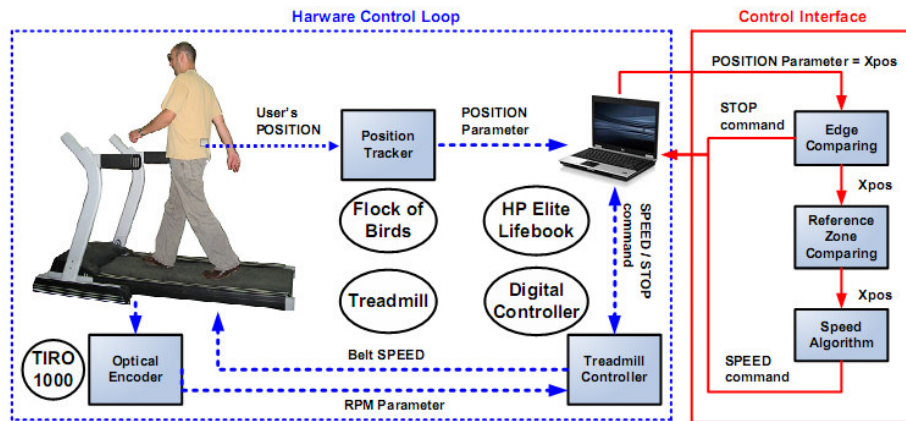 Harware Control Loop
Control Interface
User's
POSITION
Position
Tracker
POSITION
Parameter
POSITION Parameter = Xpos
STOP
command
Edge
Comparing
Xpos
Flock of
Birds
HP Elite
Lifebook
SPEED / STOP
command
Reference
Zone
Comparing
Treadmill
Digital
Controller
Xpos
Speed
Algorithm
TIRO
1000
Optical
Encoder
Belt SPEED
RPM Parameter
Treadmill
Controller
SPEED
command